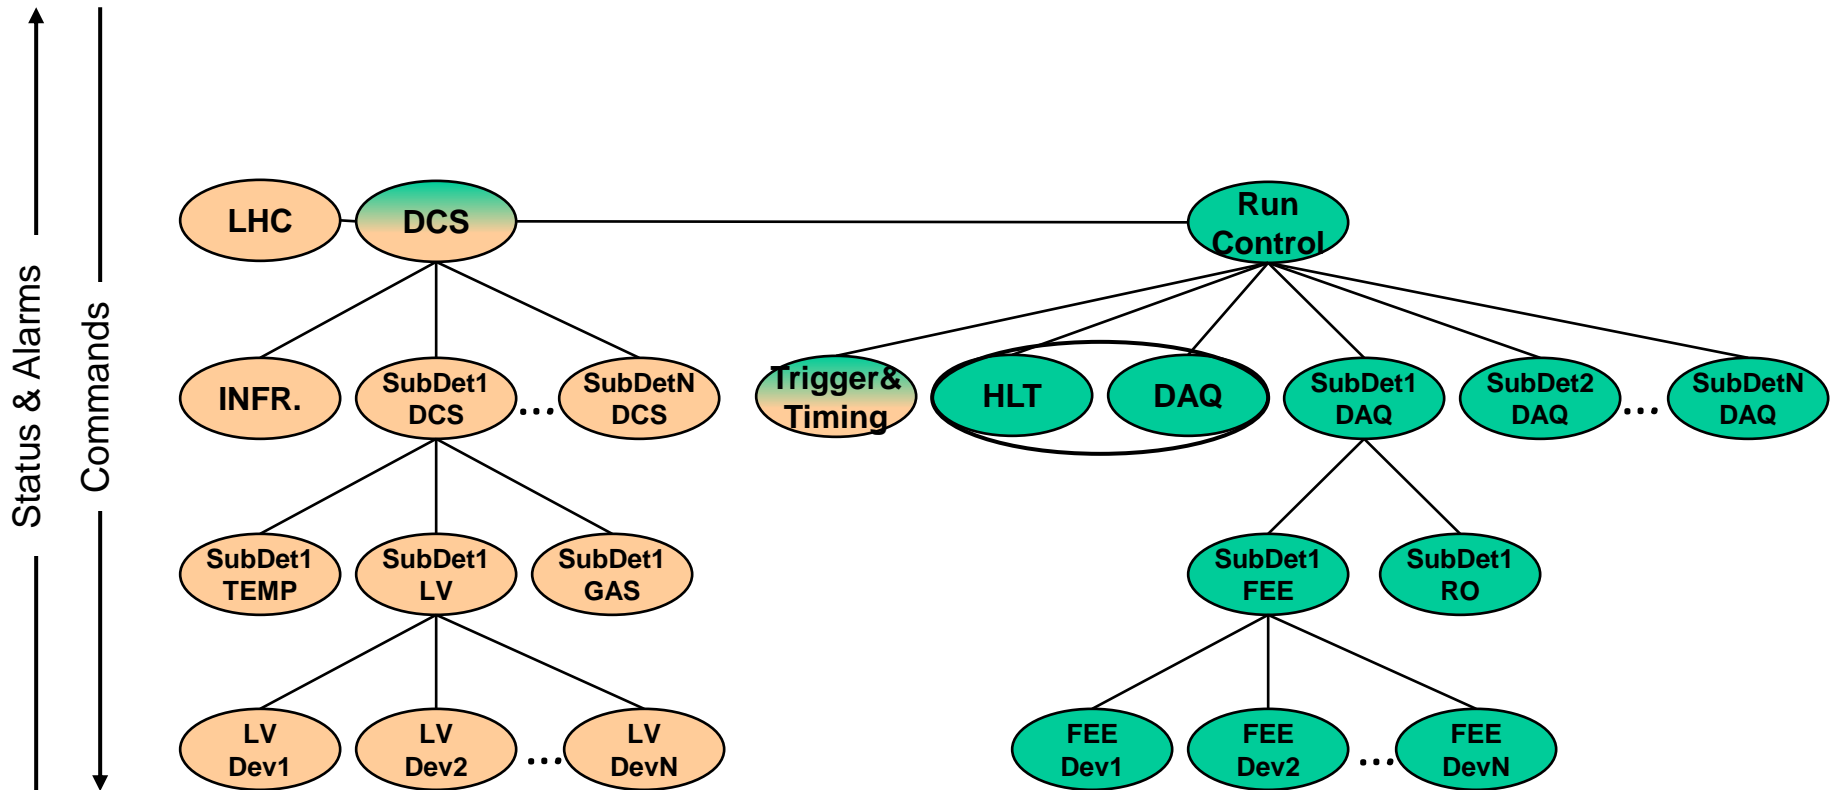 Status & Alarms
Commands
LHC
DCS
Run
Control
INFR.
SubDet1
DCS
...
SubDetN
DCS
Trigger&
Timing
HLT
DAQ
SubDet1
DAQ
SubDet2
DAQ
...
SubDetN
DAQ
SubDet1
TEMP
SubDet1
LV
SubDet1
GAS
SubDet1
FEE
SubDet1
RO
LV
Dev1
LV
Dev2
...
LV
DevN
FEE
Dev1
FEE
Dev2
...
FEE
DevN